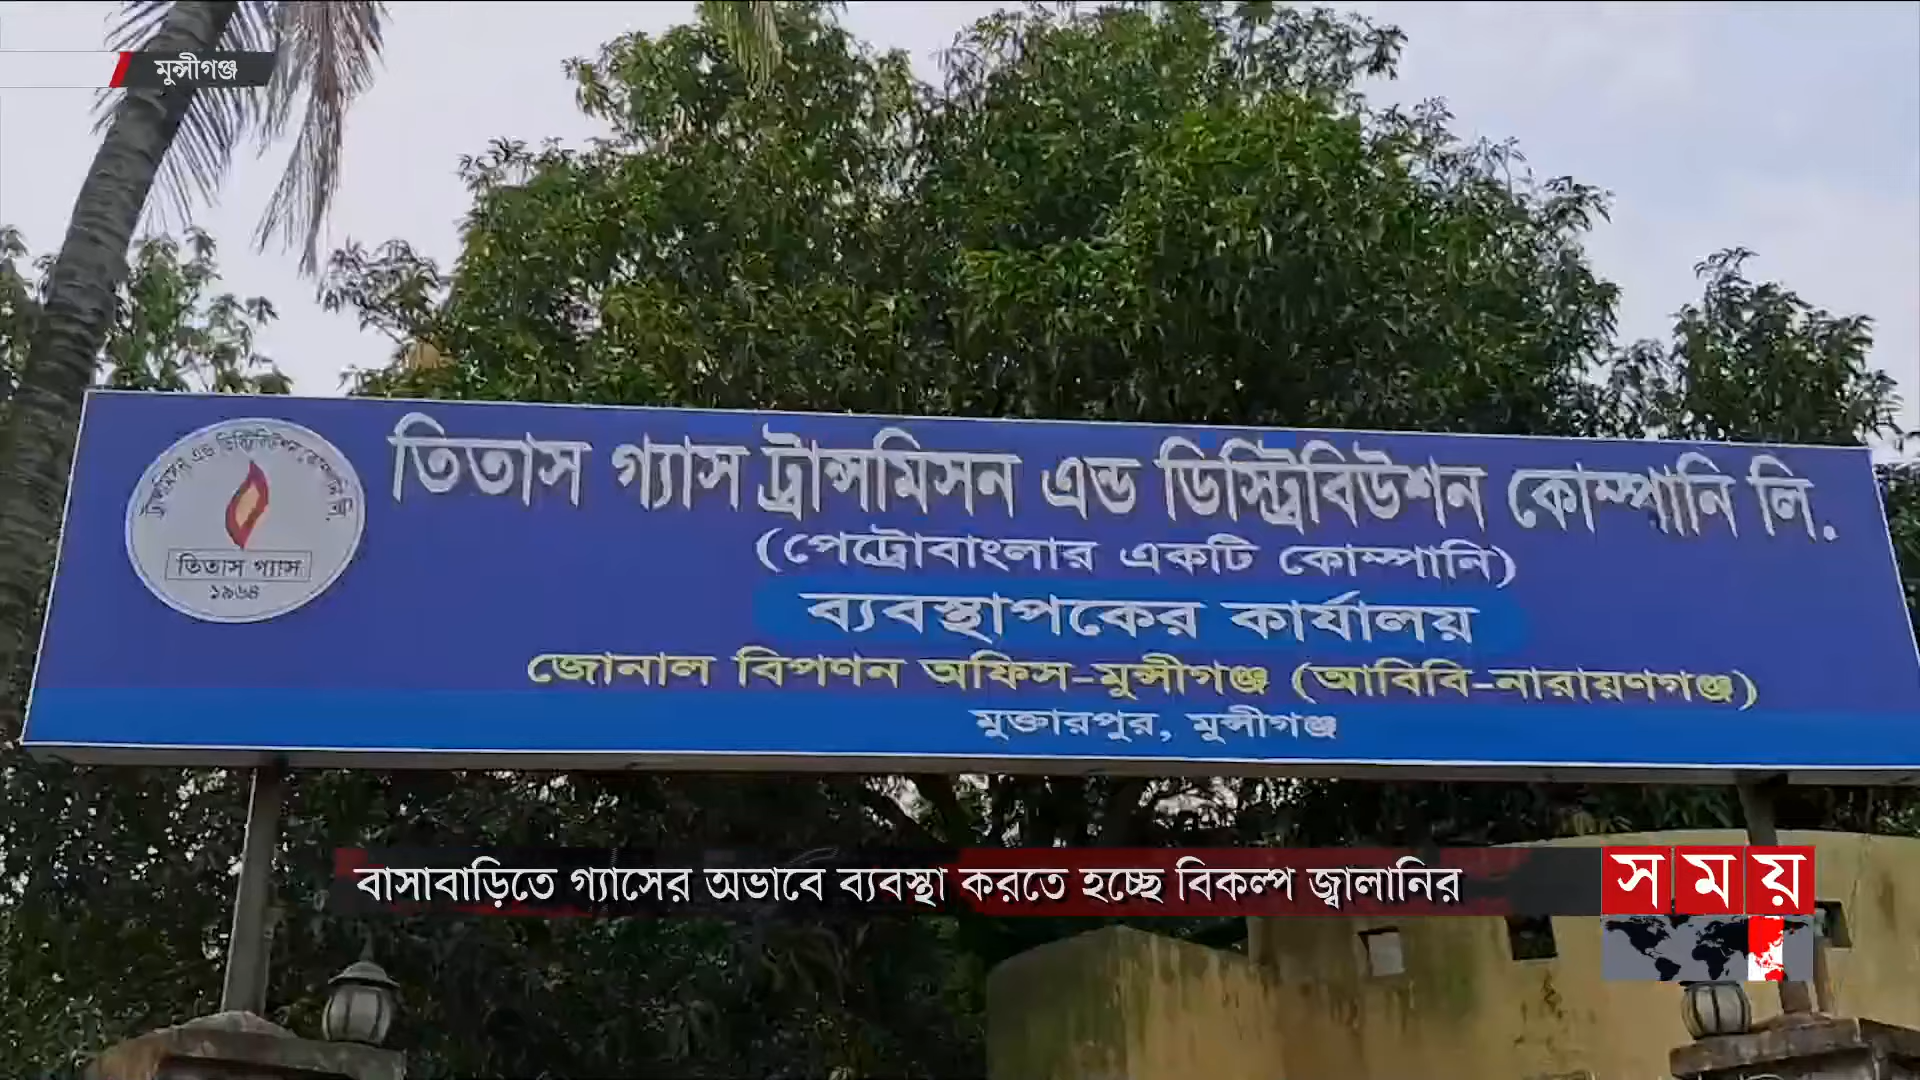 মুন্সীগঞ্জ
তিতাস গ্যাস ট্রান্সমিসন এন্ড ডিস্ট্রিবিউশন কোম্পানি লি.
(পেট্রোবাংলার একটি কোম্পানি)
ব্যবস্থাপকের কার্যালয়
জোনাল বিপণন অফিস-মুন্সীগঞ্জ (আবিবি-নারায়ণগঞ্জ)
মুক্তারপুর, মুন্সীগঞ্জ
তিতাস গ্যাস
১৯৬৪
বাসাবাড়িতে গ্যাসের অভাবে ব্যবস্থা করতে হচ্ছে বিকল্প জ্বালানির
সময়